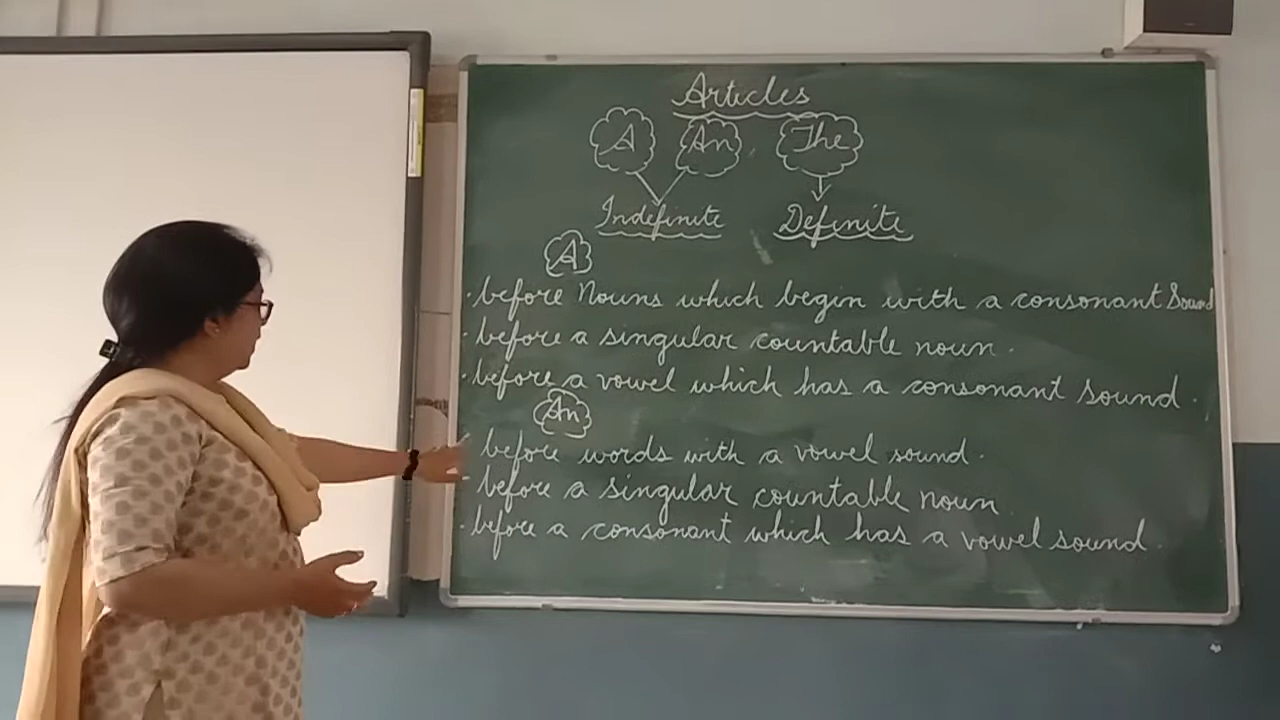 Articles
A An The
Indefinite Definite
A
·before Nouns which begin with a consonant Sound
·before a singular countable noun.
·before a vowel which has a consonant sound.
An
·before words with a vowel sound.
·before a singular countable noun
·before a consonant which has a vowel sound.